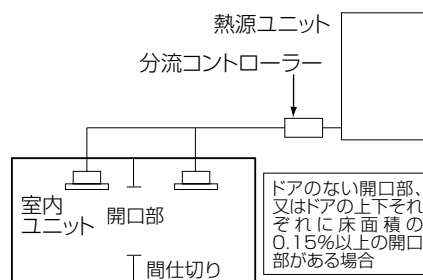 熱源ユニット
分流コントローラー
室内
ユニット
開口部
間仕切り
ドアのない開口部、
又はドアの上下それ
ぞれに床面積の
0.15%以上の開口
部がある場合